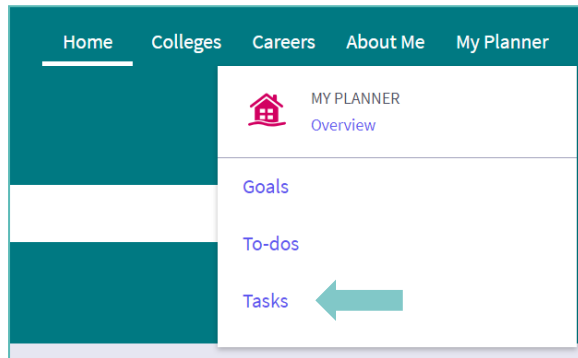 Home Colleges Careers About Me My Planner
MY PLANNER
Overview
Goals
To-dos
Tasks